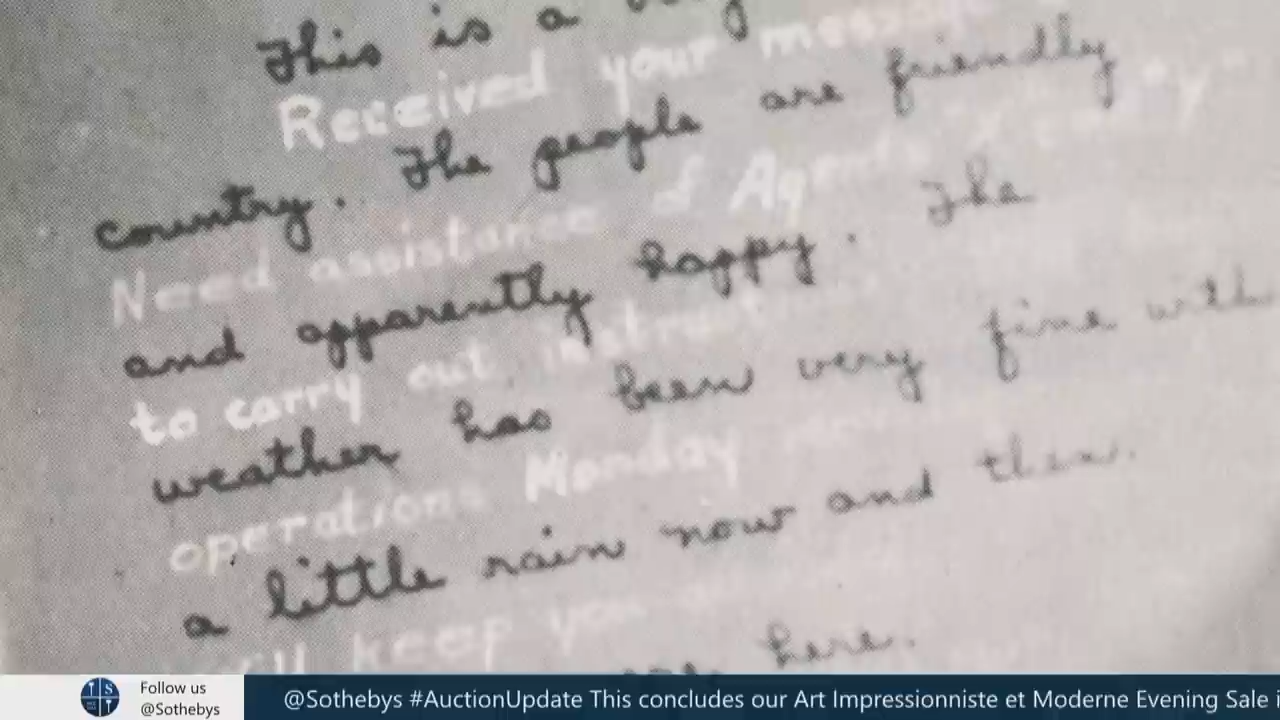 This is a
Received your message
country. The people are friendly
Need assistance of Agents "X" "Y"
and apparently happy. The
to carry out
weather has been very fine with
operations Monday
a little rain now and then.
keep you
here.
Follow us
@Sothebys
@Sothebys #AuctionUpdate This concludes our Art Impressionniste et Moderne Evening Sale i